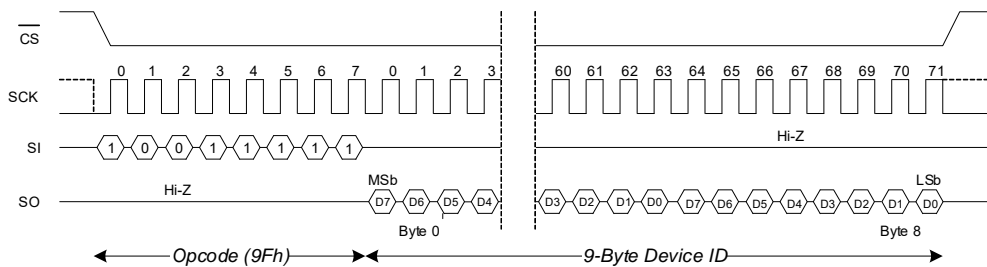 CS
0 1 2 3 4 5 6 7 0 1 2 3 60 61 62 63 64 65 66 67 68 69 70 71
SCK
Hi-Z
SI 1 0 0 1 1 1 1 1
Hi-Z MSb LSb
SO D7 D6 D5 D4 D3 D2 D1 D0 D7 D6 D5 D4 D3 D2 D1 D0
Byte 0 Byte 8
Opcode (9Fh) 9-Byte Device ID